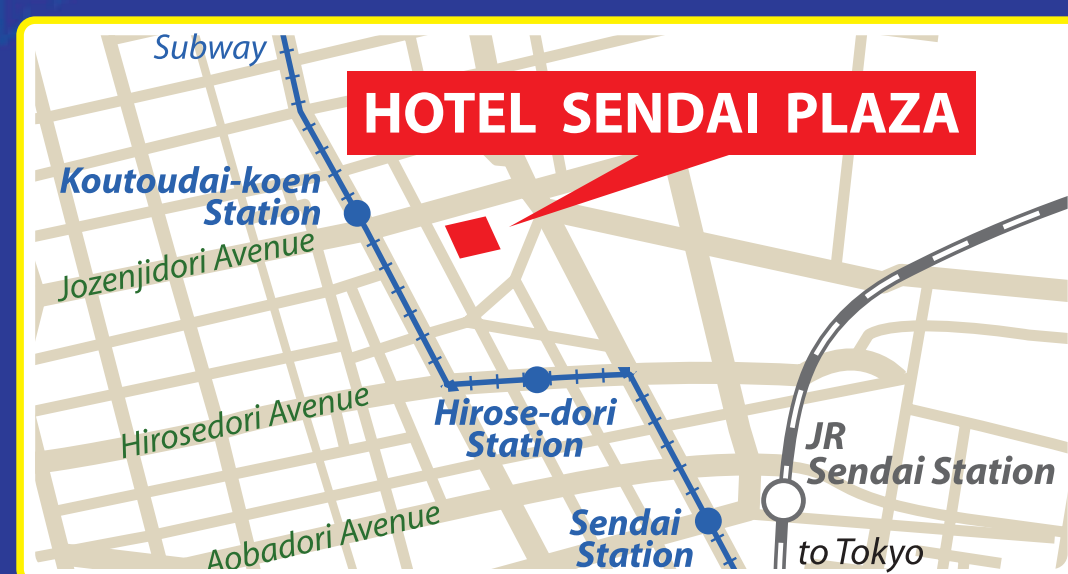 Subway
HOTEL SENDAI PLAZA
Koutoudai-koen
Station
Jozenjidori Avenue
Hirosedori Avenue
Hirose-dori
Station
JR
Sendai Station
Aobadori Avenue
Sendai
Station
to Tokyo